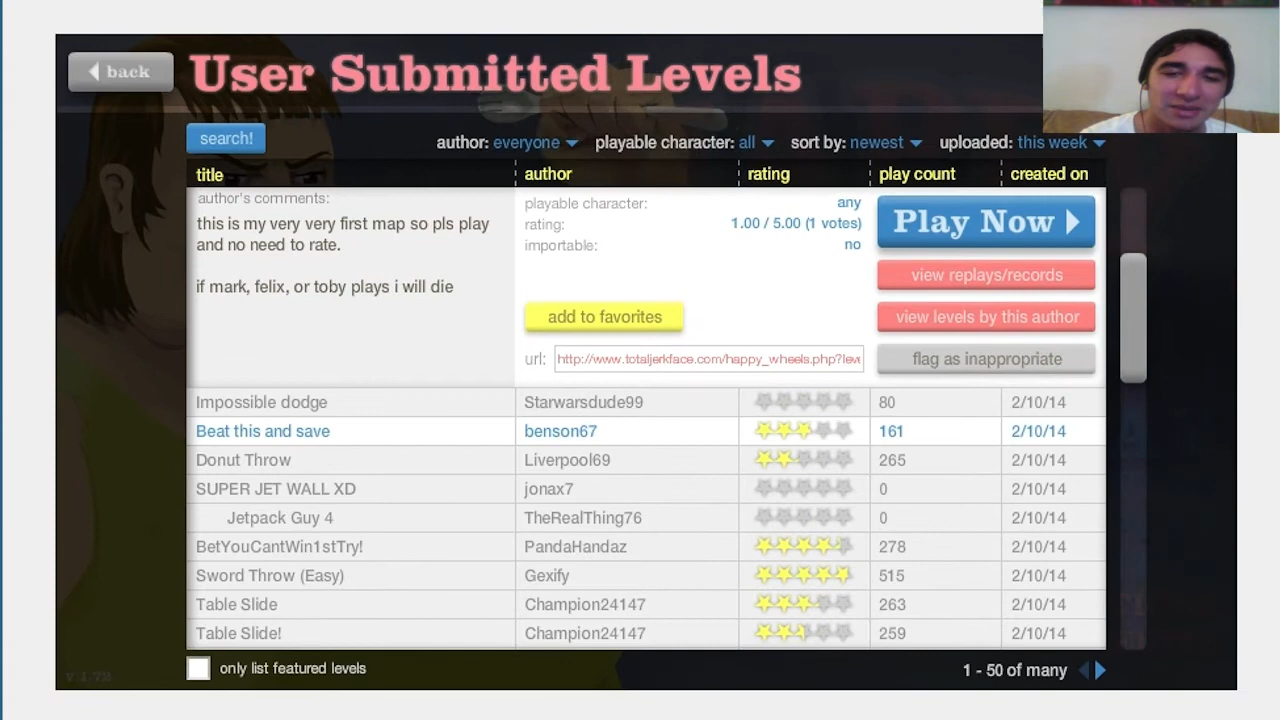 back
User Submitted Levels
search!
author: everyone playable character: all sort by: newest uploaded: this week
title author rating play count created on
author's comments:
this is my very very first map so pls play
and no need to rate.
if mark, felix, or toby plays i will die
playable character: any
rating: 1.00 / 5.00 (1 votes)
importable: no
add to favorites
url: http://www.totaljerkface.com/happy_wheels.php?lev
Play Now
view replays/records
view levels by this author
flag as inappropriate
Impossible dodge Starwarsdude99 80 2/10/14
Beat this and save benson67 161 2/10/14
Donut Throw Liverpool69 265 2/10/14
SUPER JET WALL XD jonax7 0 2/10/14
Jetpack Guy 4 TheRealThing76 0 2/10/14
BetYouCantWin1stTry! PandaHandaz 278 2/10/14
Sword Throw (Easy) Gexify 515 2/10/14
Table Slide Champion24147 263 2/10/14
Table Slide! Champion24147 259 2/10/14
only list featured levels
1 - 50 of many
v 1.72